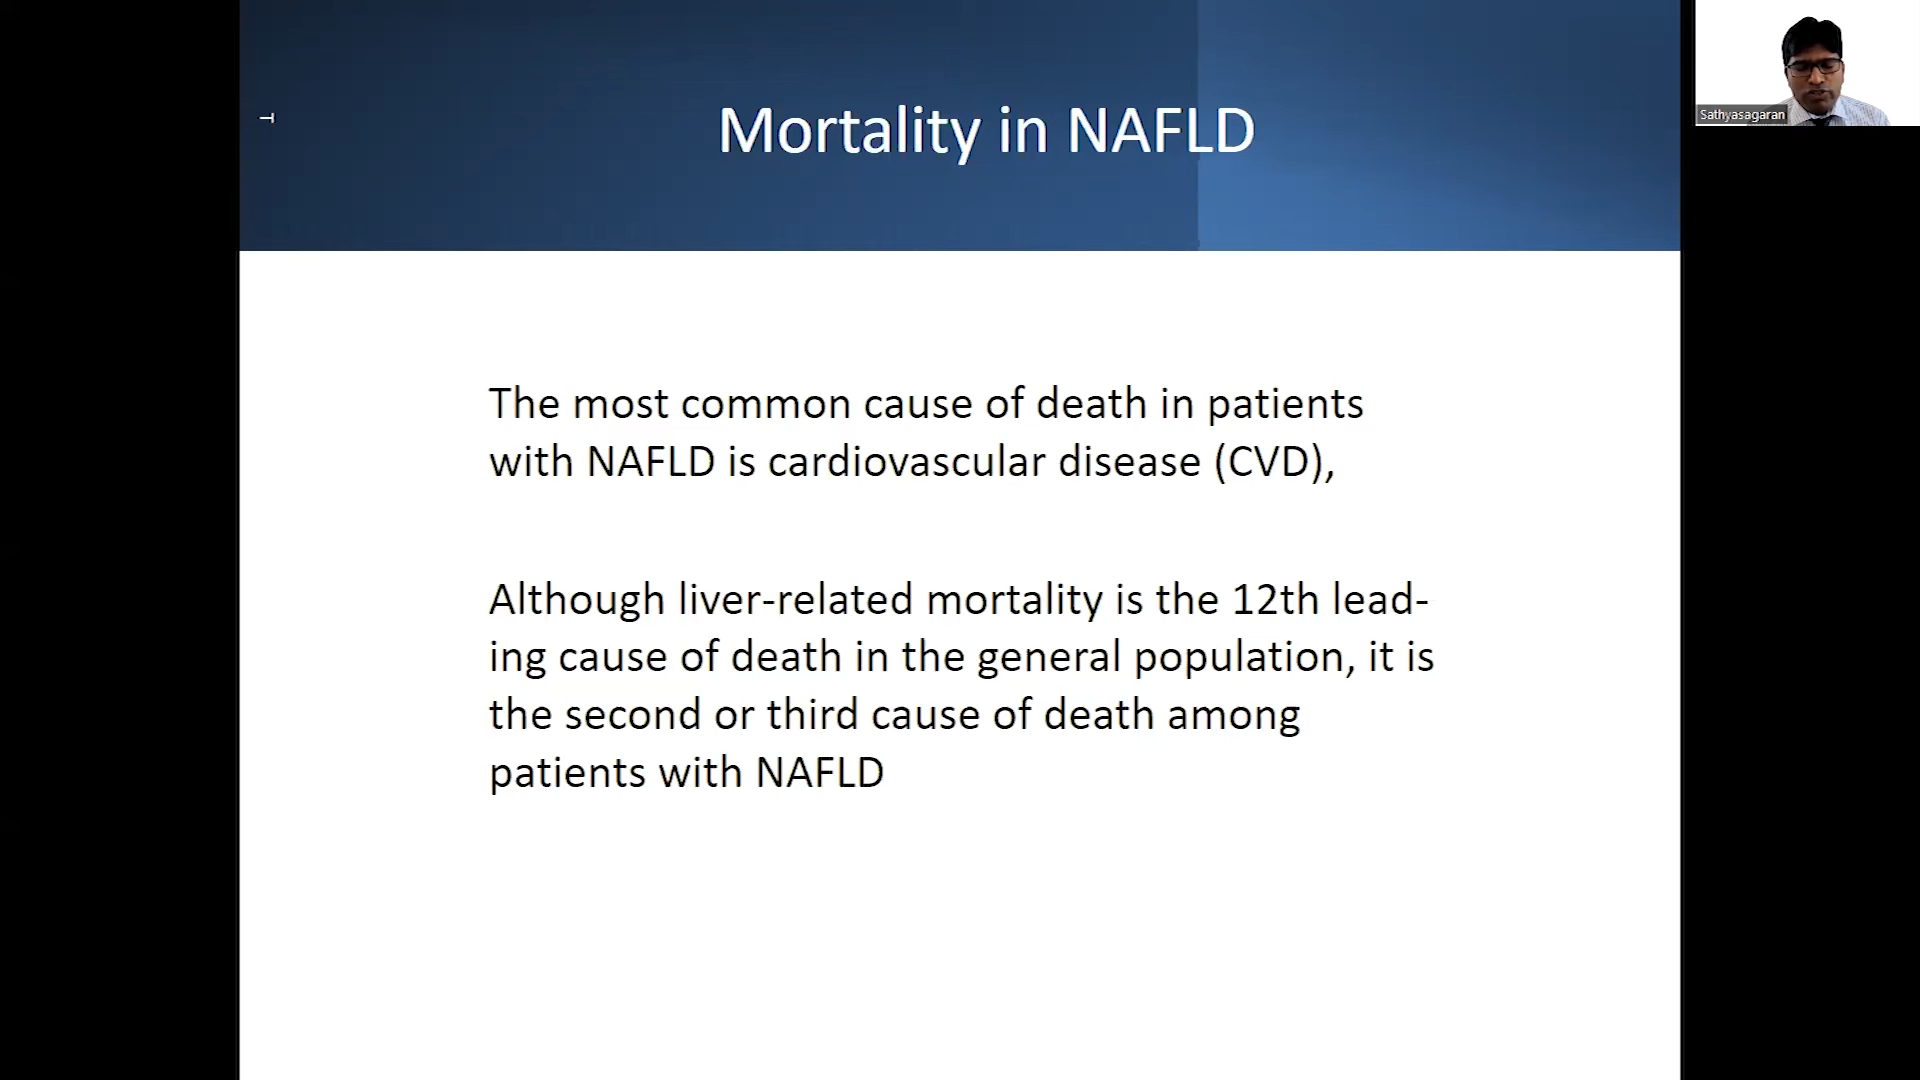 Mortality in NAFLD
Sathyasagaran
The most common cause of death in patients
with NAFLD is cardiovascular disease (CVD),
Although liver-related mortality is the 12th lead-
ing cause of death in the general population, it is
the second or third cause of death among
patients with NAFLD